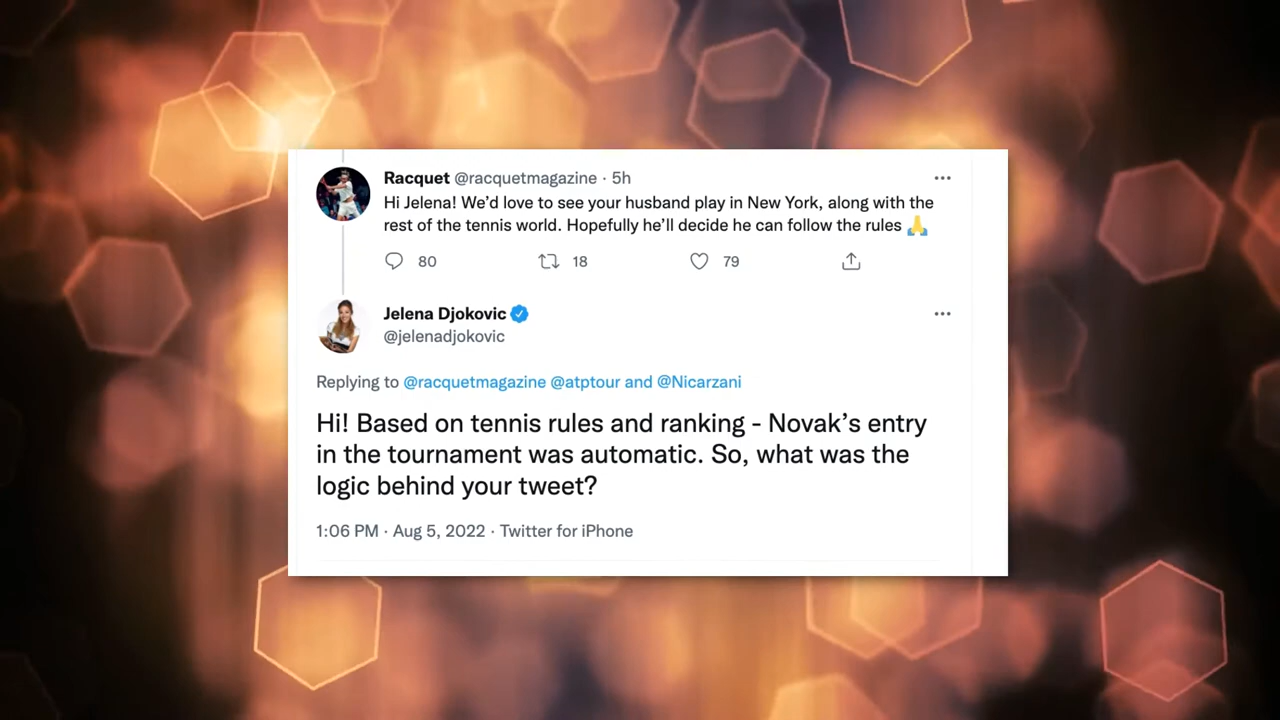 Racquet @racquetmagazine · 5h
Hi Jelena! We’d love to see your husband play in New York, along with the
rest of the tennis world. Hopefully he’ll decide he can follow the rules 🙏
80 18 79
Jelena Djokovic
@jelenadjokovic
Replying to @racquetmagazine @atptour and @Nicarzani
Hi! Based on tennis rules and ranking - Novak’s entry
in the tournament was automatic. So, what was the
logic behind your tweet?
1:06 PM · Aug 5, 2022 · Twitter for iPhone